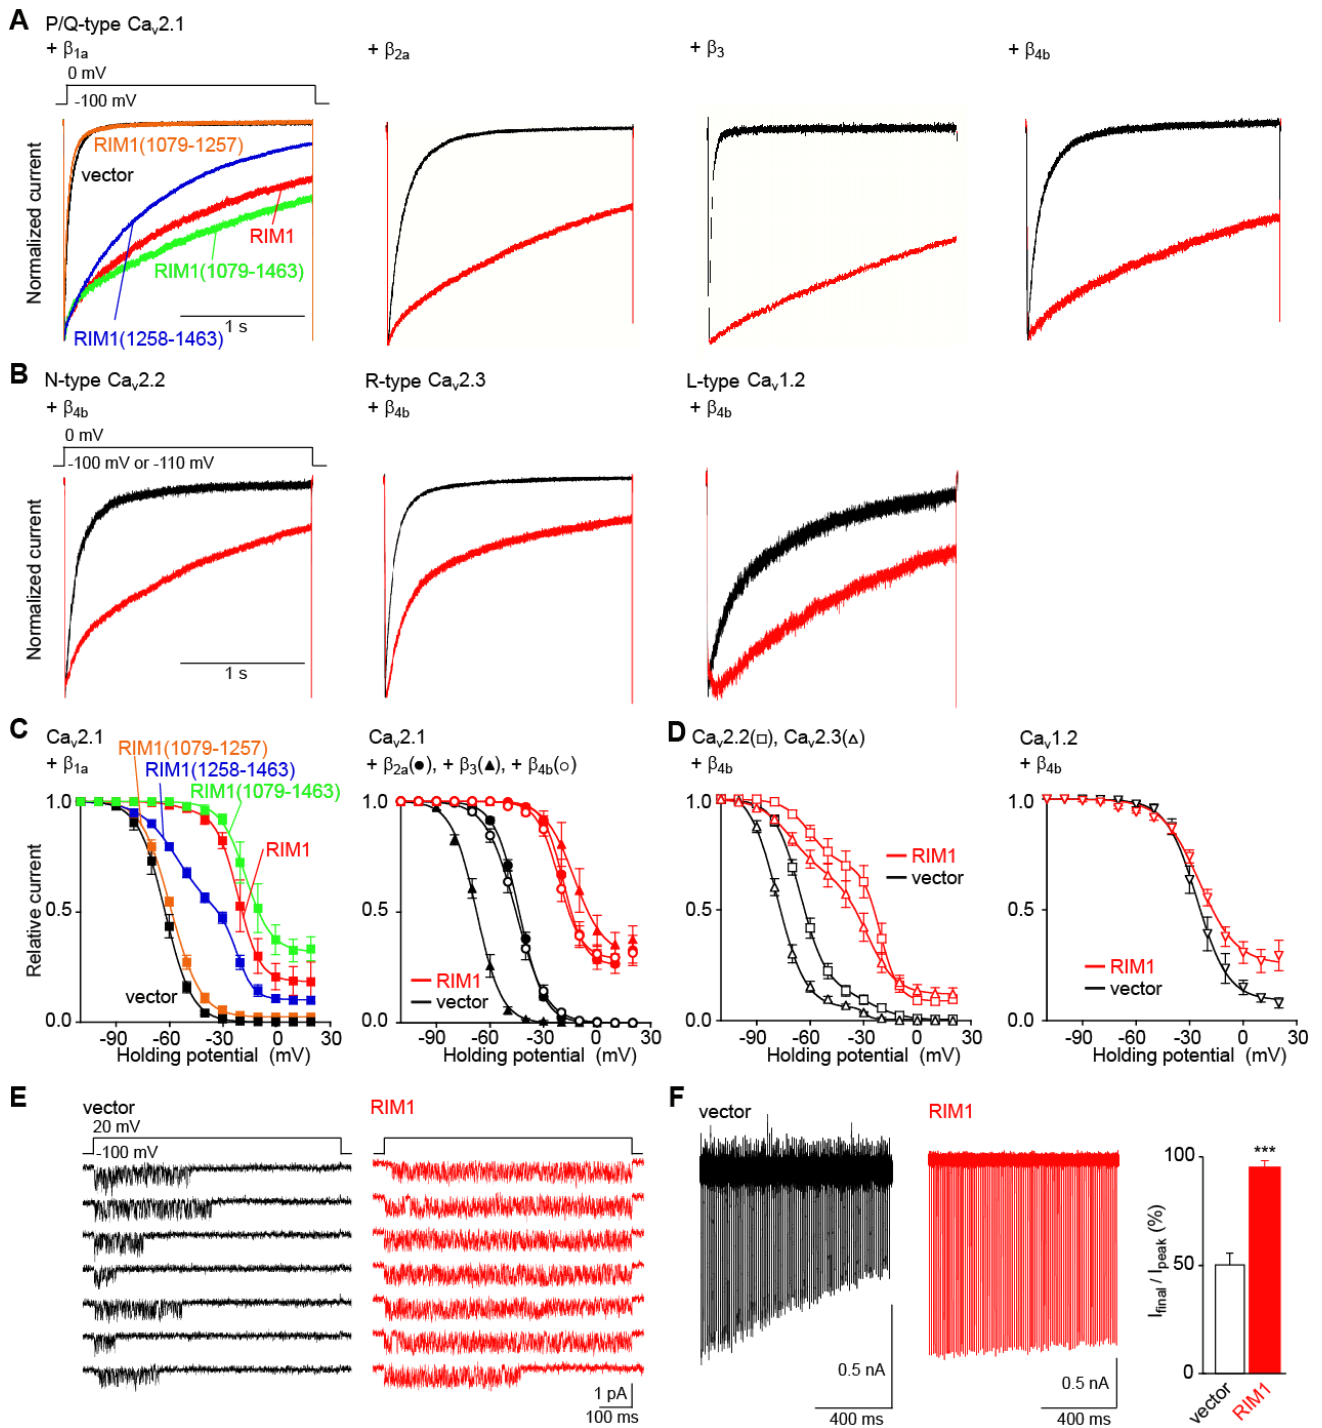 A
P/Q-type Cav2.1
+ β1a
+ β2a
+ β3
+ β4b
0 mV
-100 mV
Normalized current
RIM1(1079-1257)
vector
RIM1
RIM1(1079-1463)
1 s
RIM1(1258-1463)
B
N-type Cav2.2
R-type Cav2.3
L-type Cav1.2
+ β4b
+ β4b
+ β4b
0 mV
-100 mV or -110 mV
Normalized current
1 s
C
Cav2.1
+ β1a
RIM1(1079-1257)
RIM1(1258-1463)
RIM1(1079-1463)
RIM1
vector
Relative current
1.0
0.5
0.0
-90 -60 -30 0 30
Holding potential (mV)
Cav2.1
+ β2a(●), + β3(▲), + β4b(○)
1.0
0.5
0.0
RIM1
vector
-90 -60 -30 0 30
Holding potential (mV)
D
Cav2.2(□), Cav2.3(△)
+ β4b
1.0
0.5
0.0
RIM1
vector
-90 -60 -30 0 30
Holding potential (mV)
Cav1.2
+ β4b
1.0
0.5
0.0
RIM1
vector
-90 -60 -30 0 30
Holding potential (mV)
E
vector
20 mV
-100 mV
RIM1
1 pA
100 ms
F
vector
0.5 nA
400 ms
RIM1
0.5 nA
400 ms
Ifinal / Ipeak (%)
100
50
0
***
vector
RIM1